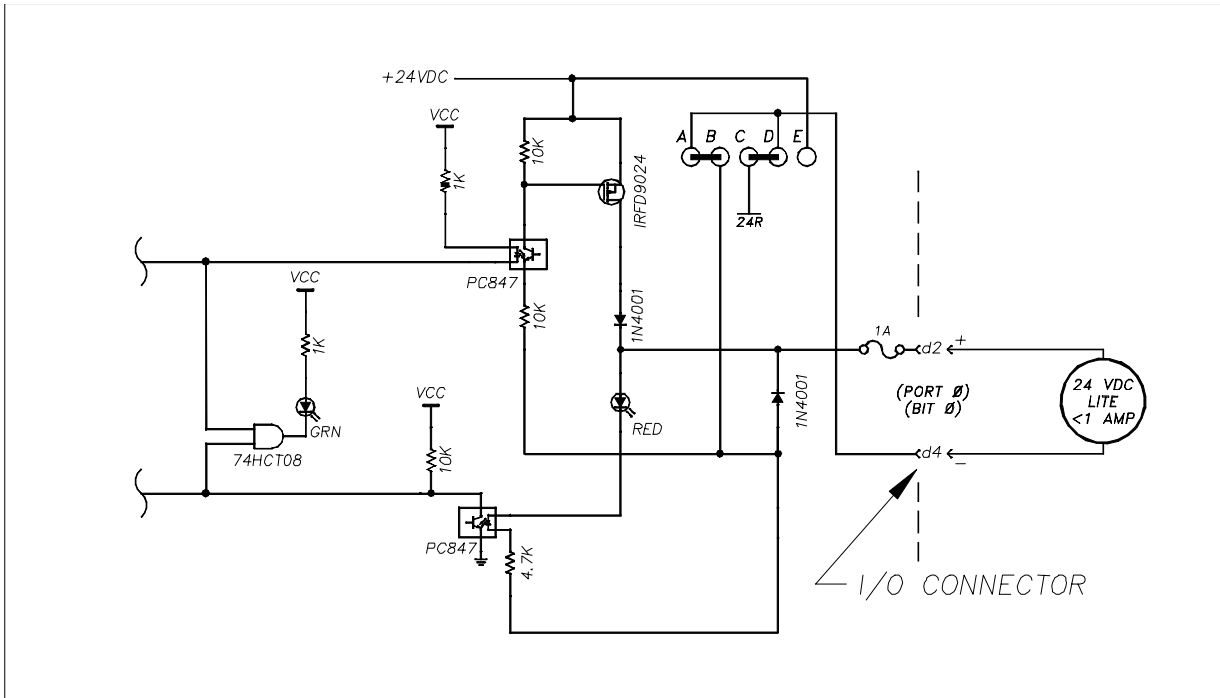 +24VDC
VCC
1K
10K
IRFD9024
A B C D E
24R
PC847
VCC
1K
10K
1N4001
1A
d2 +
GRN
74HCT08
VCC
10K
RED
1N4001
(PORT Ø)
(BIT Ø)
24 VDC
LITE
<1 AMP
d4 -
PC847
4.7K
I/O CONNECTOR